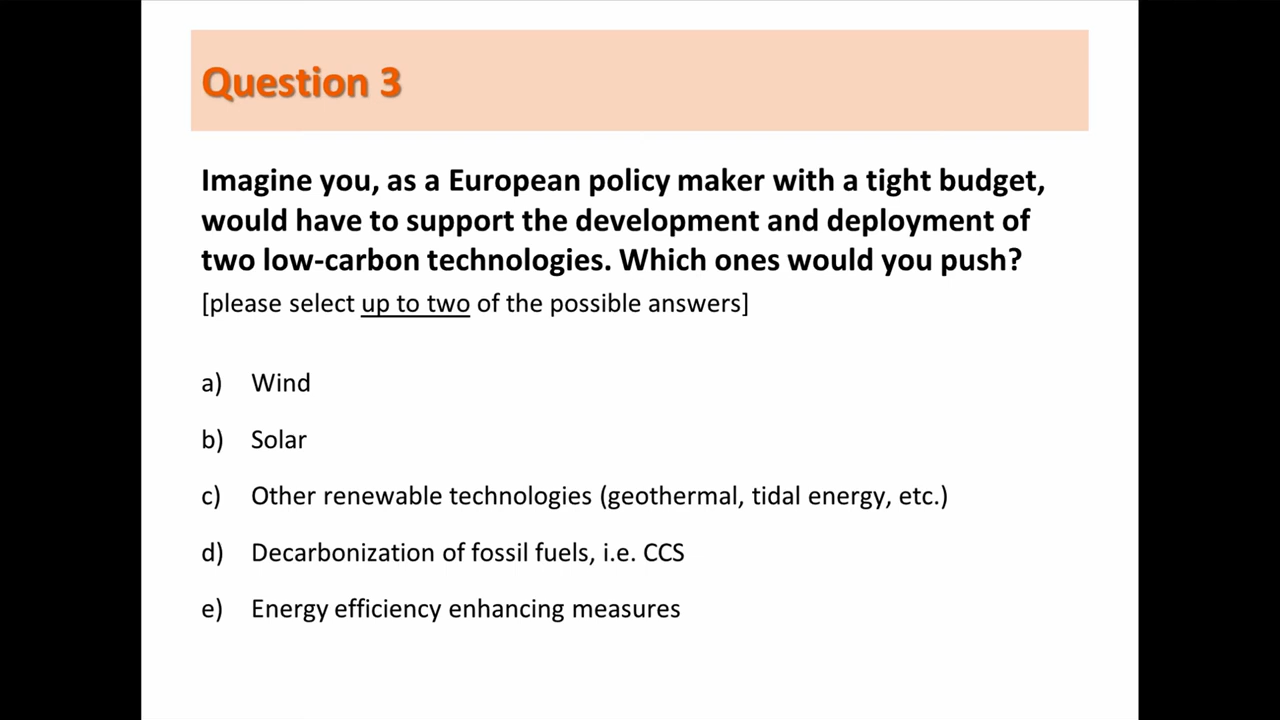 Question 3
Imagine you, as a European policy maker with a tight budget,
would have to support the development and deployment of
two low-carbon technologies. Which ones would you push?
[please select up to two of the possible answers]
a) Wind
b) Solar
c) Other renewable technologies (geothermal, tidal energy, etc.)
d) Decarbonization of fossil fuels, i.e. CCS
e) Energy efficiency enhancing measures